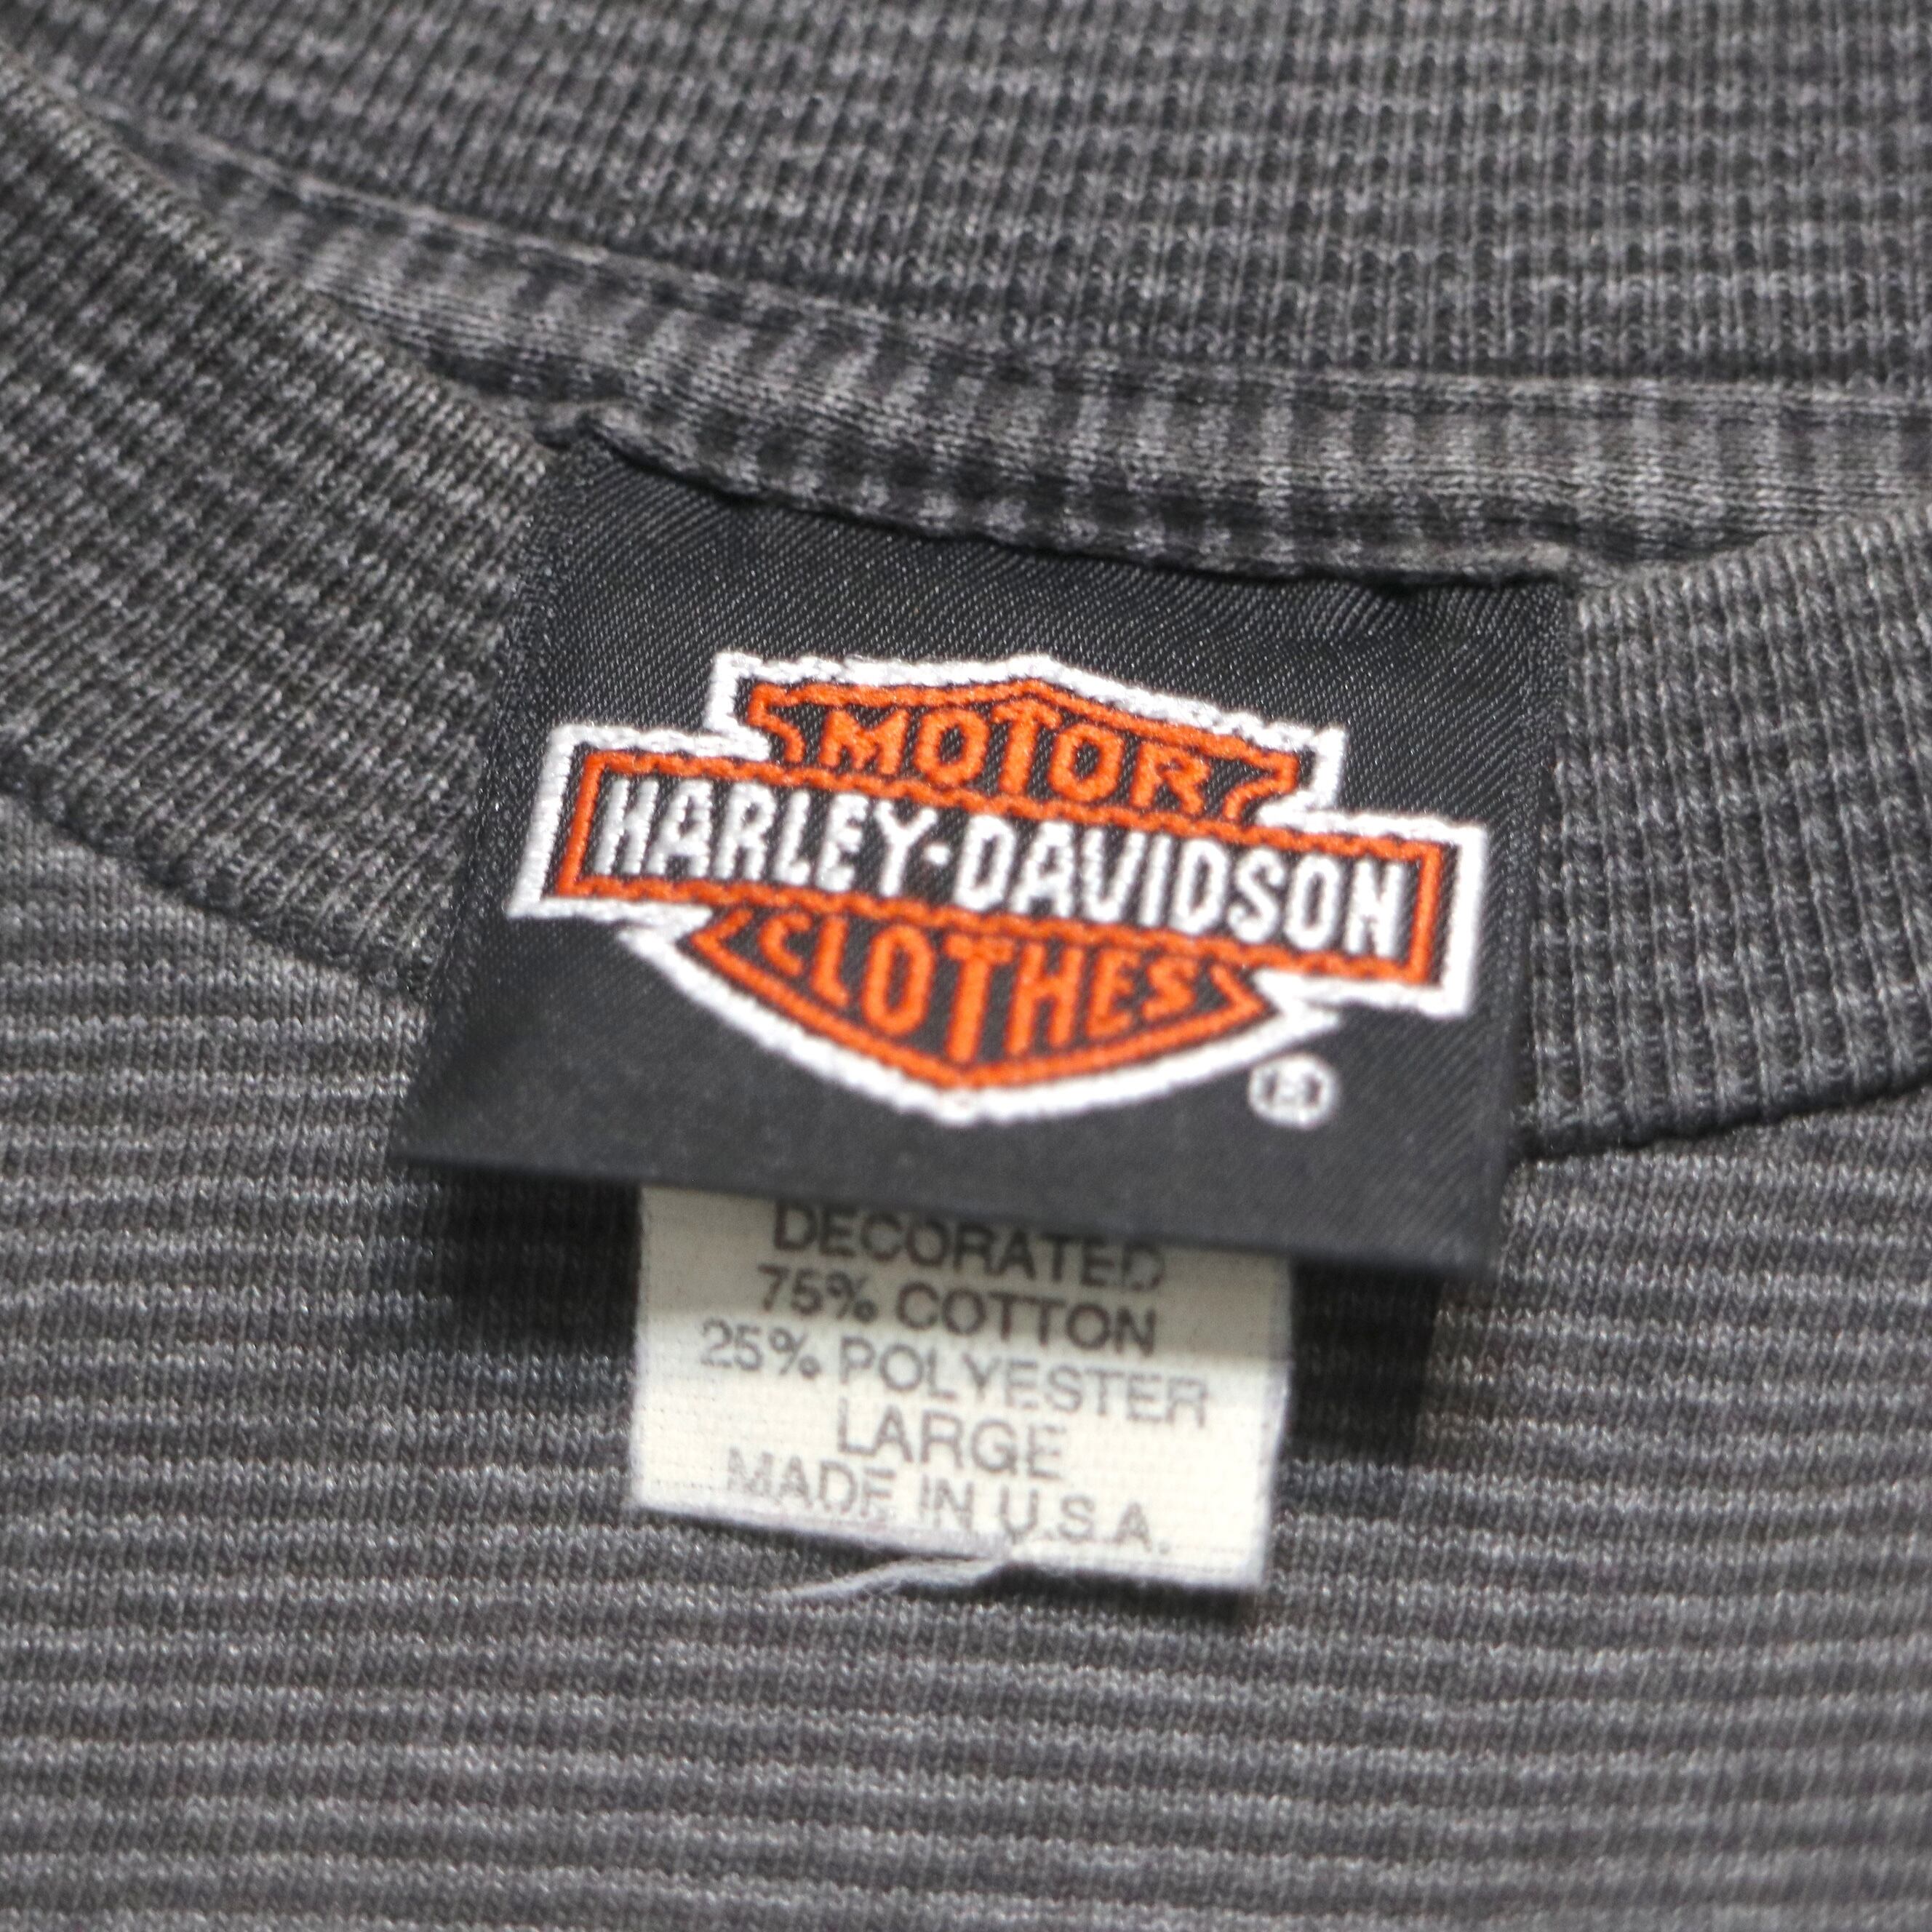 MOTOR
HARLEY-DAVIDSON
CLOTHES
®
DECORATED
75% COTTON
25% POLYESTER
LARGE
MADE IN U.S.A.